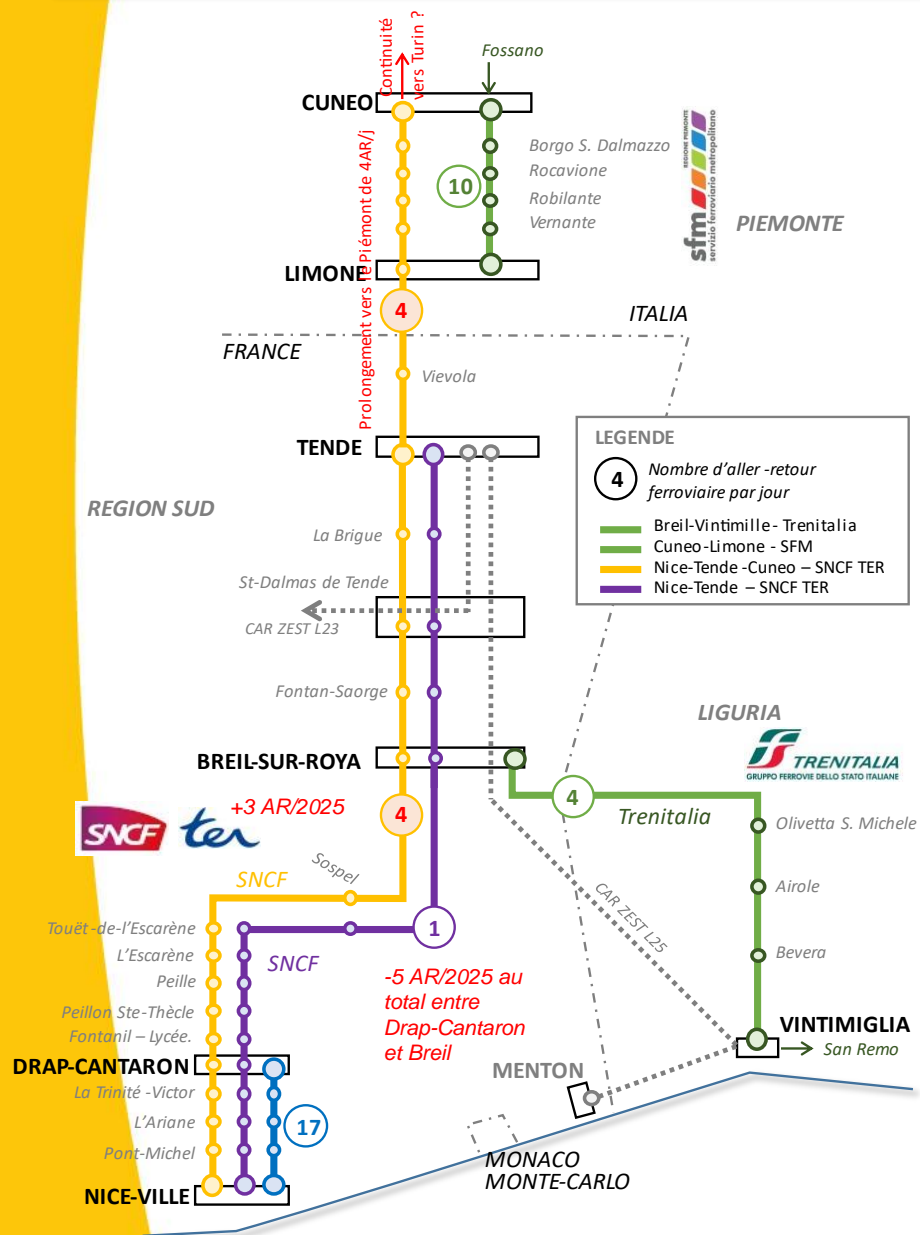 Continuité
vers Turin ?
Fossano
CUNEO
Borgo S. Dalmazzo
Rocavione
Robilante
Vernante
10
REGIONE PIEMONTE
sfm
servizio ferroviario metropolitano
PIEMONTE
LIMONE
Prolongement vers le Piémont de 4AR/j
4
ITALIA
FRANCE
Vievola
TENDE
LEGENDE
4
Nombre d'aller -retour
ferroviaire par jour
Breil-Vintimille - Trenitalia
Cuneo-Limone - SFM
Nice-Tende -Cuneo – SNCF TER
Nice-Tende – SNCF TER
REGION SUD
La Brigue
St-Dalmas de Tende
CAR ZEST L23
Fontan-Saorge
LIGURIA
BREIL-SUR-ROYA
TRENITALIA
GRUPPO FERROVIE DELLO STATO ITALIANE
+3 AR/2025
4
4
Trenitalia
Olivetta S. Michele
SNCF ter
Sospel
SNCF
Airole
CAR ZEST L25
Touët -de-l'Escarène
1
L'Escarène
SNCF
Bevera
Peille
-5 AR/2025 au
total entre
Drap-Cantaron
et Breil
Peillon Ste-Thècle
Fontanil – Lycée.
VINTIMIGLIA
San Remo
DRAP-CANTARON
MENTON
La Trinité -Victor
L'Ariane
17
Pont-Michel
MONACO
MONTE-CARLO
NICE-VILLE